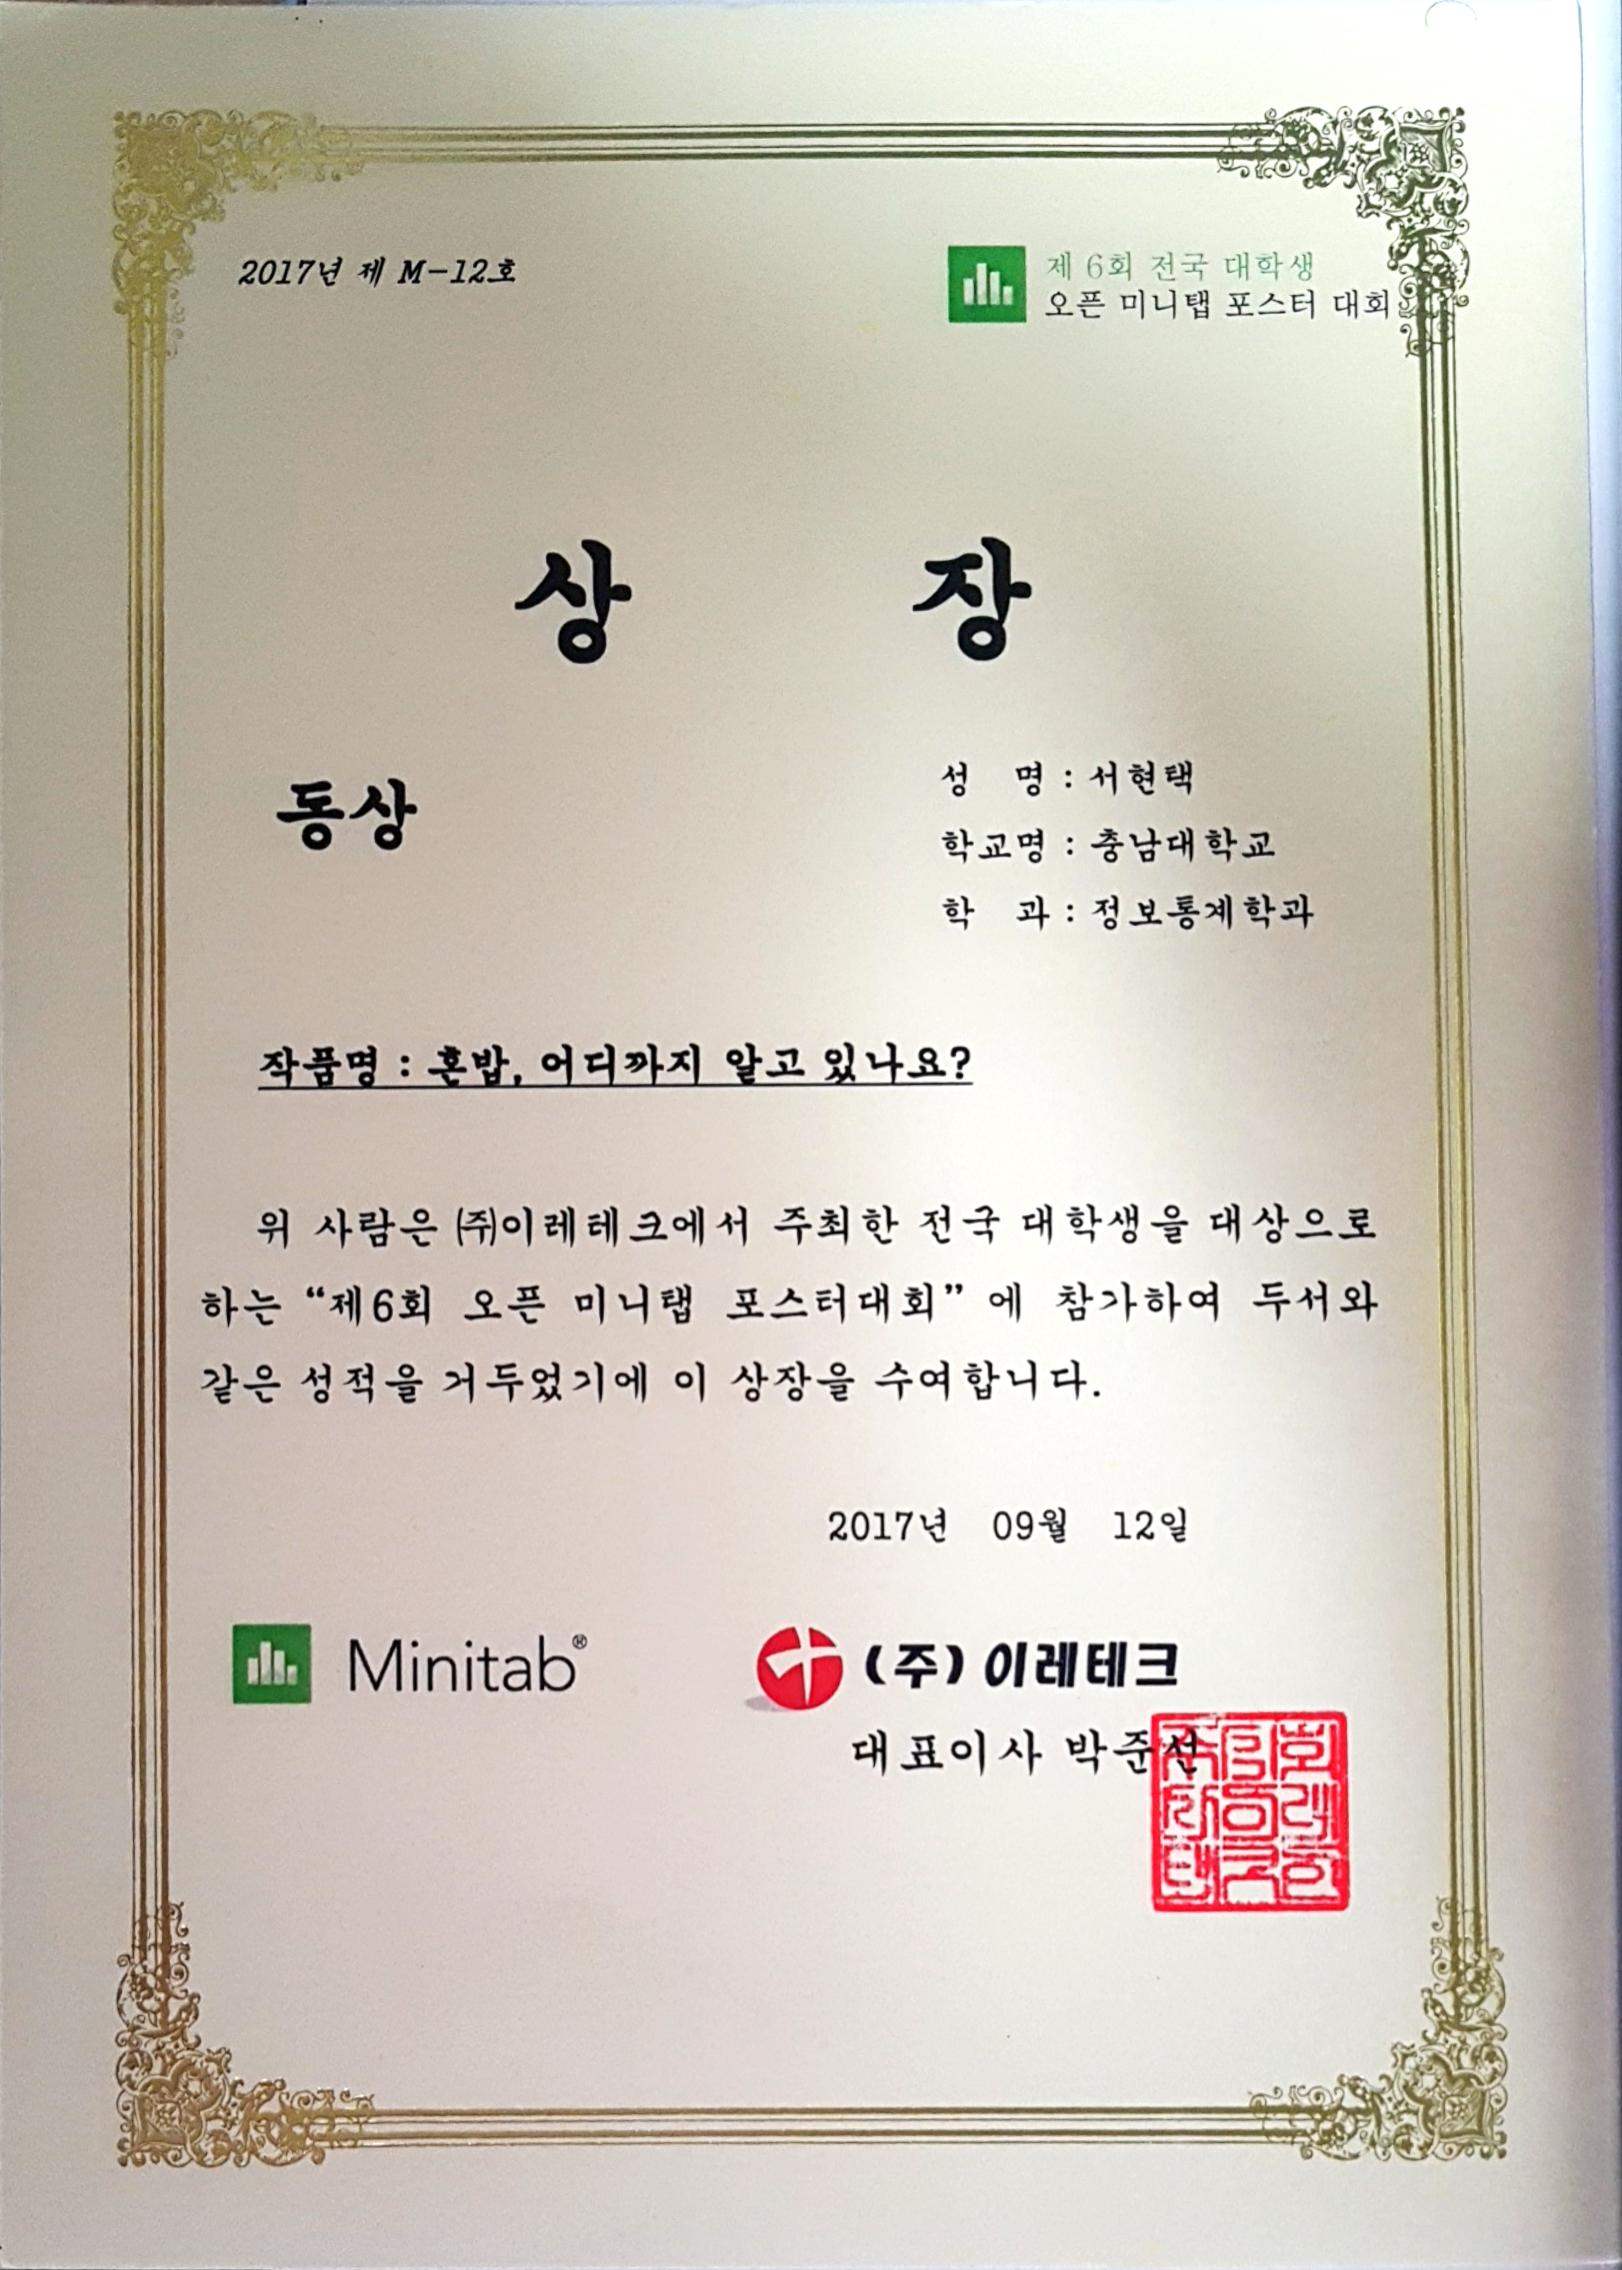 2017년 제 M-12호
제 6회 전국 대학생
오픈 미니탭 포스터 대회
상 장
동상
성 명 : 서현택
학교명 : 충남대학교
학 과 : 정보통계학과
작품명 : 혼밥, 어디까지 알고 있나요?
위 사람은 ㈜이레테크에서 주최한 전국 대학생을 대상으로
하는 “제6회 오픈 미니탭 포스터대회” 에 참가하여 두서와
같은 성적을 거두었기에 이 상장을 수여합니다.
2017년 09월 12일
Minitab®
(주) 이레테크
대표이사 박준선